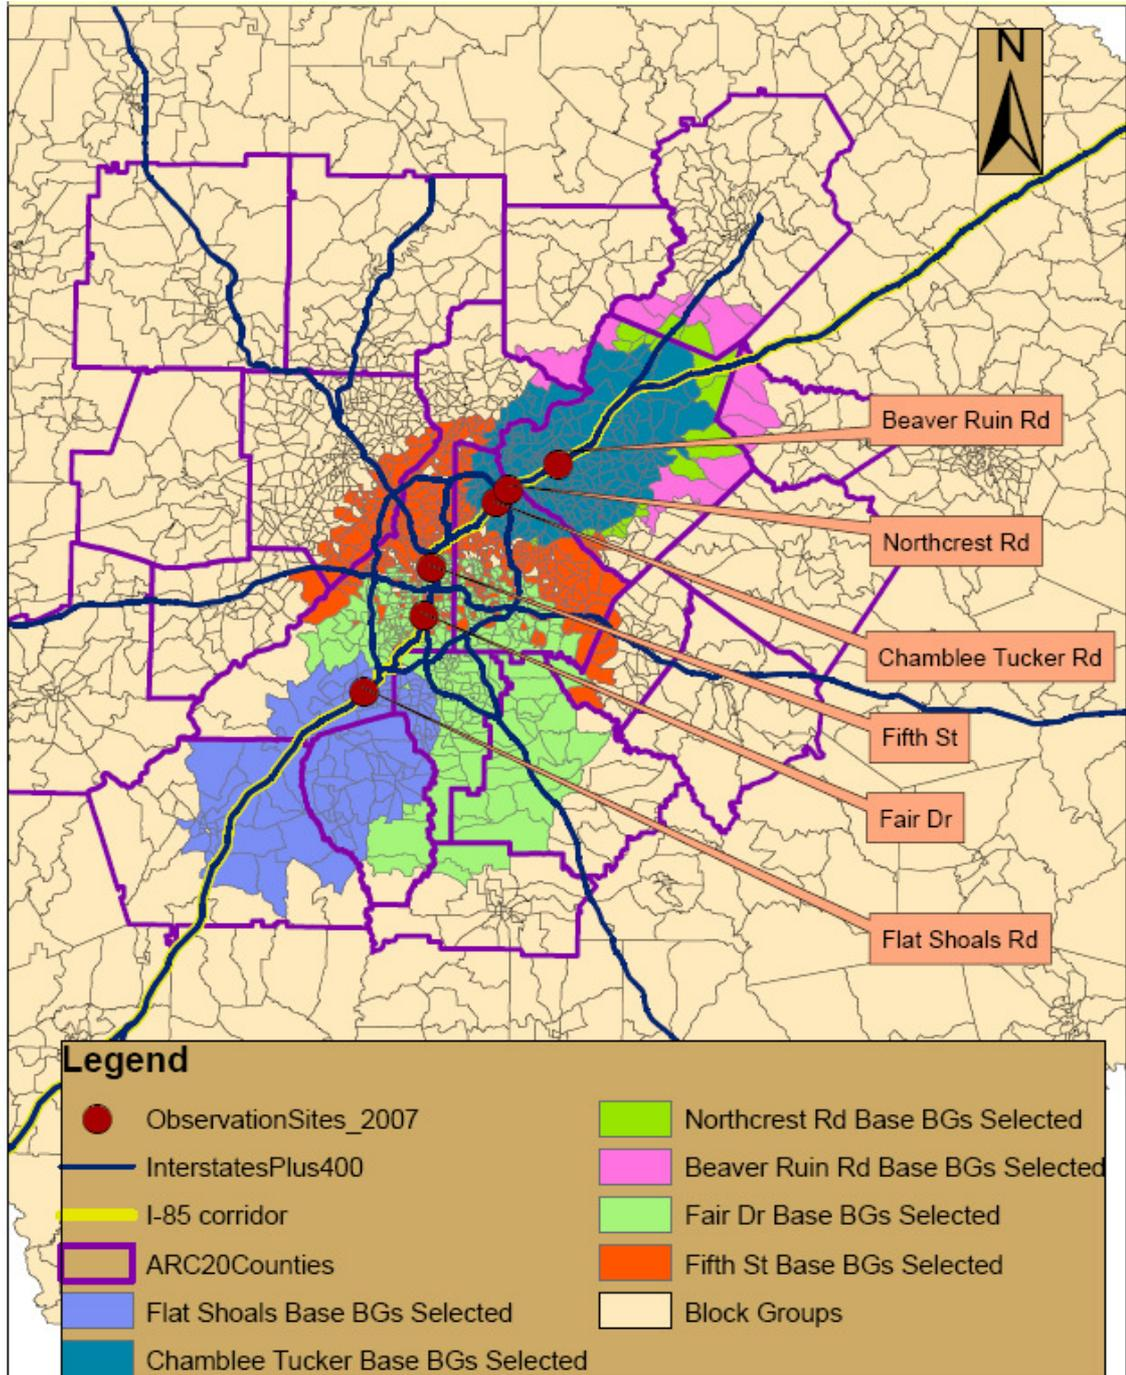 N
Beaver Ruin Rd
Northcrest Rd
Chamblee Tucker Rd
Fifth St
Fair Dr
Flat Shoals Rd
Legend
ObservationSites_2007
InterstatesPlus400
I-85 corridor
ARC20Counties
Flat Shoals Base BGs Selected
Chamblee Tucker Base BGs Selected
Northcrest Rd Base BGs Selected
Beaver Ruin Rd Base BGs Selected
Fair Dr Base BGs Selected
Fifth St Base BGs Selected
Block Groups